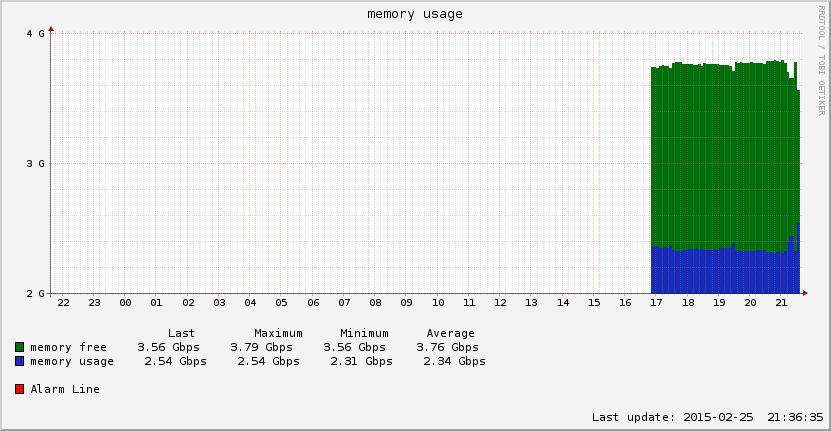 memory usage
RRDTOOL / TOBI OETIKER
4 G
3 G
2 G
22 23 00 01 02 03 04 05 06 07 08 09 10 11 12 13 14 15 16 17 18 19 20 21
Last Maximum Minimum Average
memory free 3.56 Gbps 3.79 Gbps 3.56 Gbps 3.76 Gbps
memory usage 2.54 Gbps 2.54 Gbps 2.31 Gbps 2.34 Gbps
Alarm Line
Last update: 2015-02-25 21:36:35